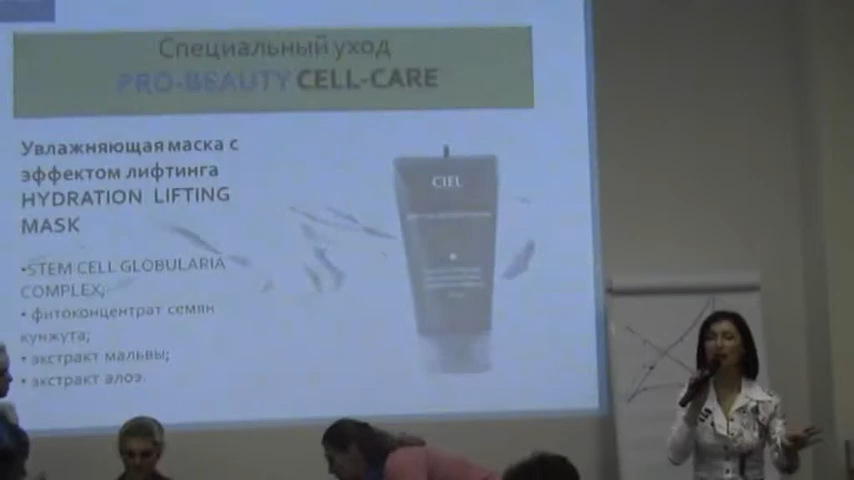 Специальный уход
PRO-BEAUTY CELL-CARE
Увлажняющая маска с
эффектом лифтинга
HYDRATION LIFTING
MASK
•STEM CELL GLOBULARIA
COMPLEX;
• фитоконцентрат семян
кунжута;
• экстракт мальвы;
• экстракт алоэ.
CIEL